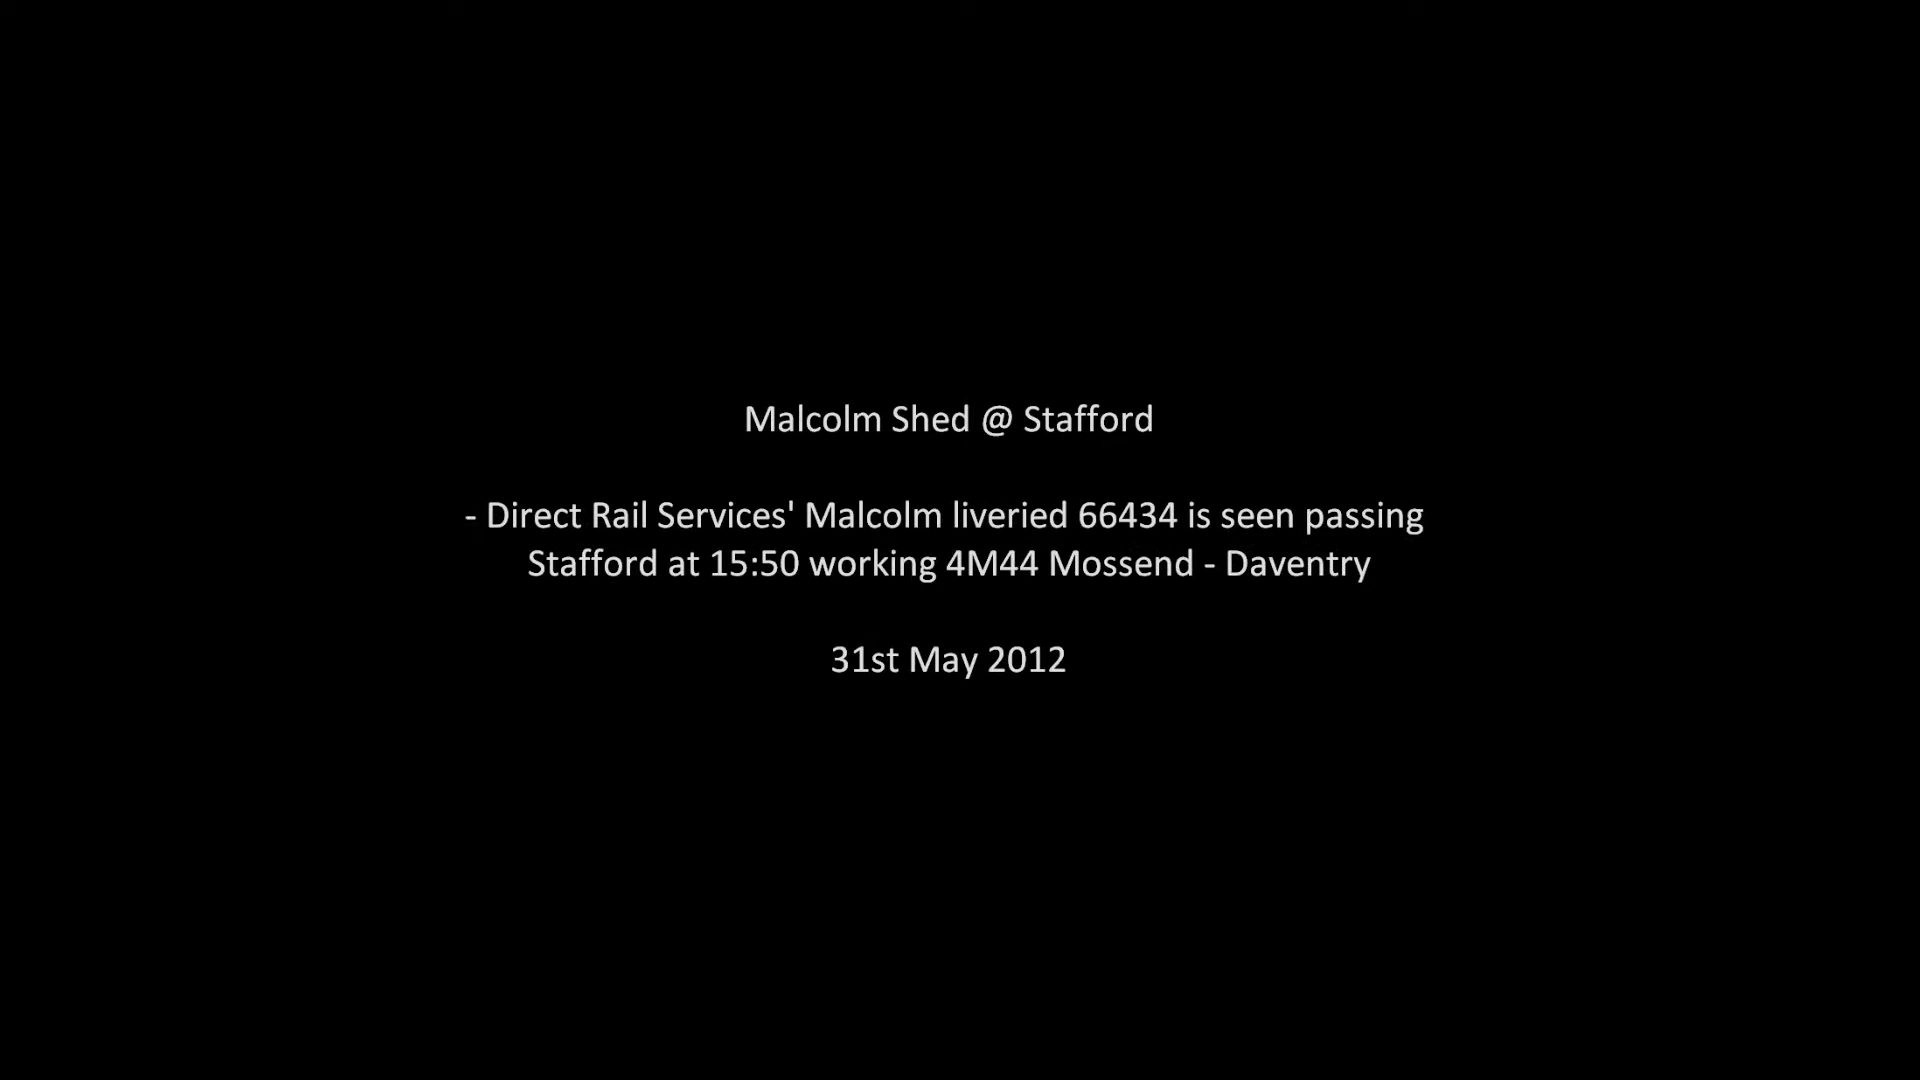 Malcolm Shed @ Stafford
- Direct Rail Services' Malcolm liveried 66434 is seen passing
Stafford at 15:50 working 4M44 Mossend - Daventry
31st May 2012